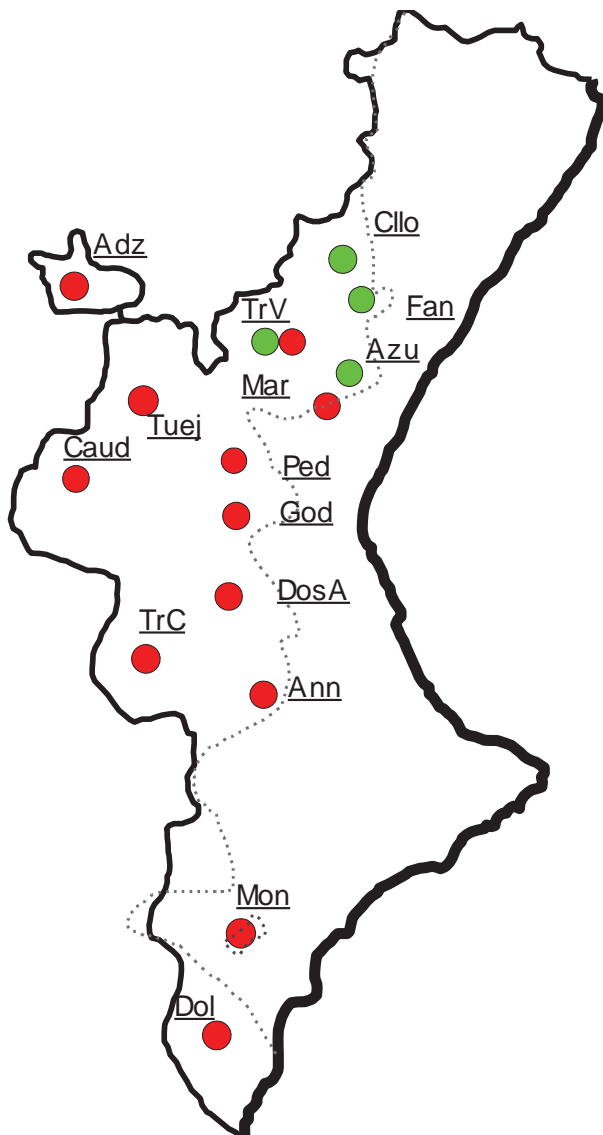 Cllo
Adz
Fan
TrV
Azu
Mar
Tuej
Caud
Ped
God
DosA
TrC
Ann
Mon
Dol